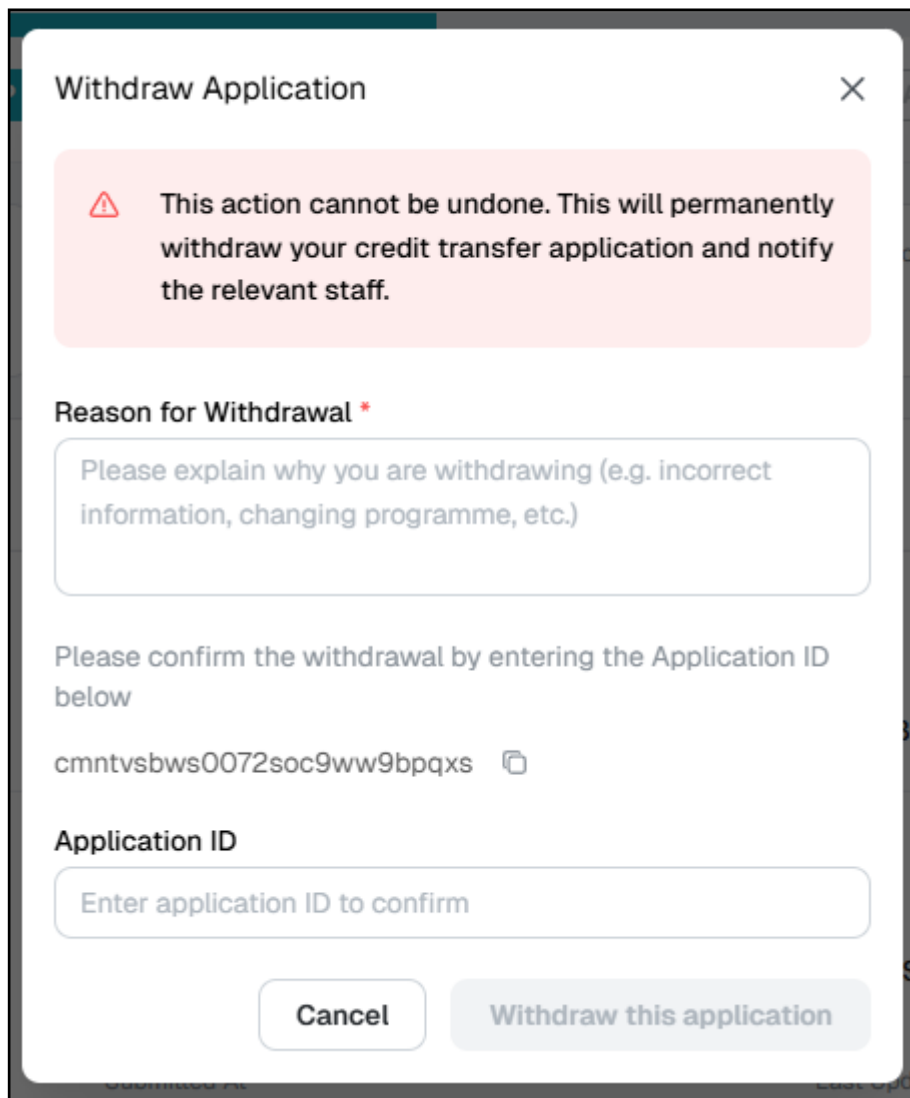 Withdraw Application
This action cannot be undone. This will permanently
withdraw your credit transfer application and notify
the relevant staff.
Reason for Withdrawal *
Please explain why you are withdrawing (e.g. incorrect
information, changing programme, etc.)
Please confirm the withdrawal by entering the Application ID
below
cmntvsbws0072soc9ww9bpqxs
Application ID
Enter application ID to confirm
Cancel
Withdraw this application